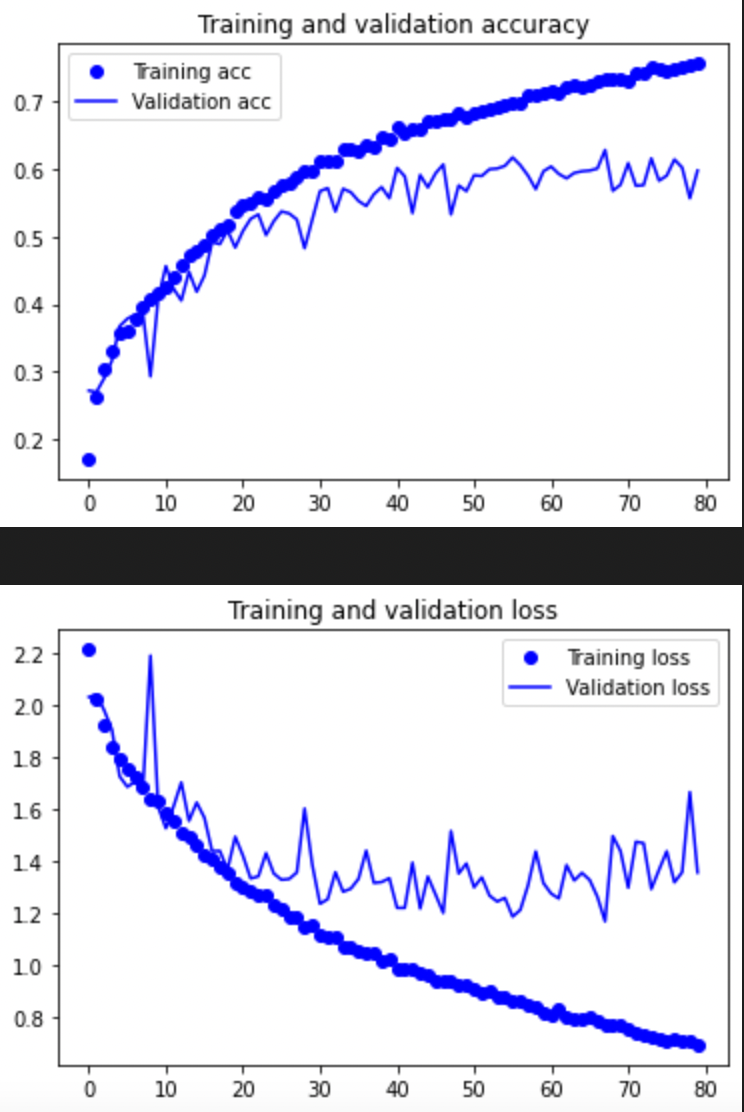 Training and validation accuracy
Training acc
Validation acc
0.7
0.6
0.5
0.4
0.3
0.2
0 10 20 30 40 50 60 70 80
Training and validation loss
Training loss
Validation loss
2.2
2.0
1.8
1.6
1.4
1.2
1.0
0.8
0 10 20 30 40 50 60 70 80